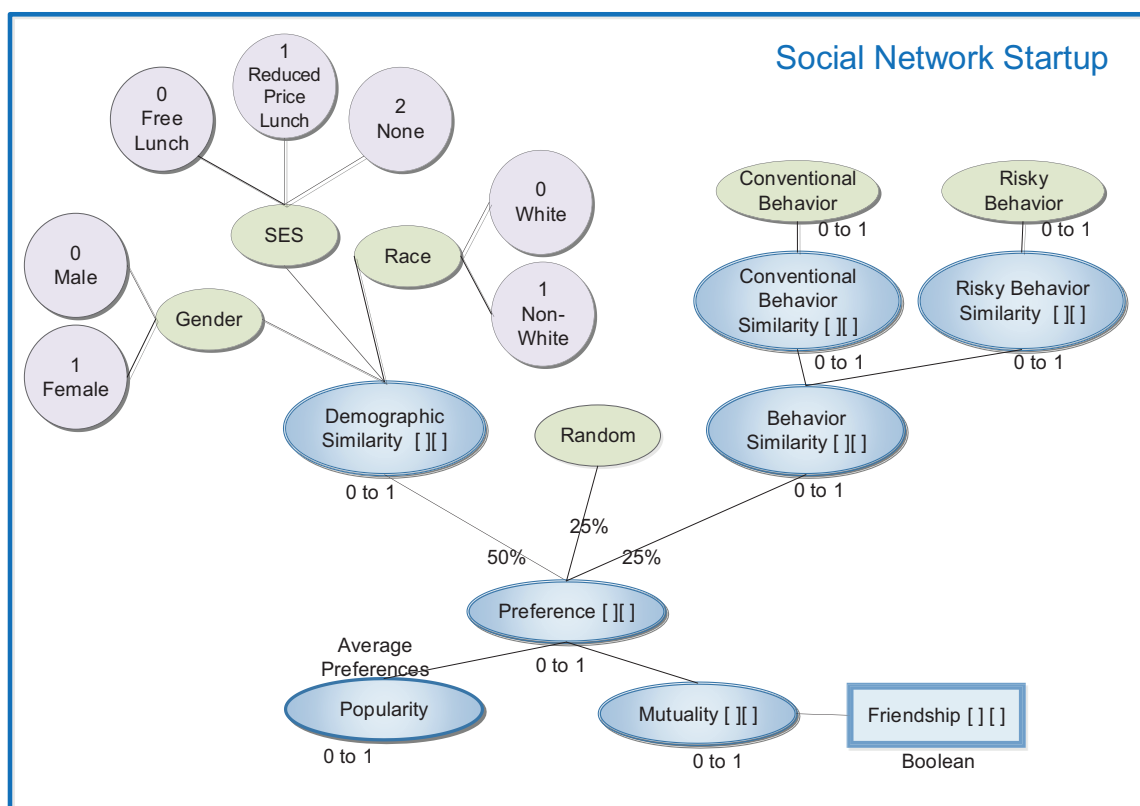 Social Network Startup
0
Free
Lunch
1
Reduced
Price
Lunch
2
None
0
White
1
Non-
White
SES
Race
0
Male
1
Female
Gender
Conventional
Behavior
0 to 1
Risky
Behavior
0 to 1
Conventional
Behavior
Similarity [ ][ ]
0 to 1
Risky Behavior
Similarity [ ][ ]
0 to 1
Demographic
Similarity [ ][ ]
0 to 1
Random
Behavior
Similarity [ ][ ]
0 to 1
50%
25%
25%
Preference [ ][ ]
0 to 1
Average
Preferences
Popularity
0 to 1
Mutuality [ ][ ]
0 to 1
Friendship [ ] [ ]
Boolean